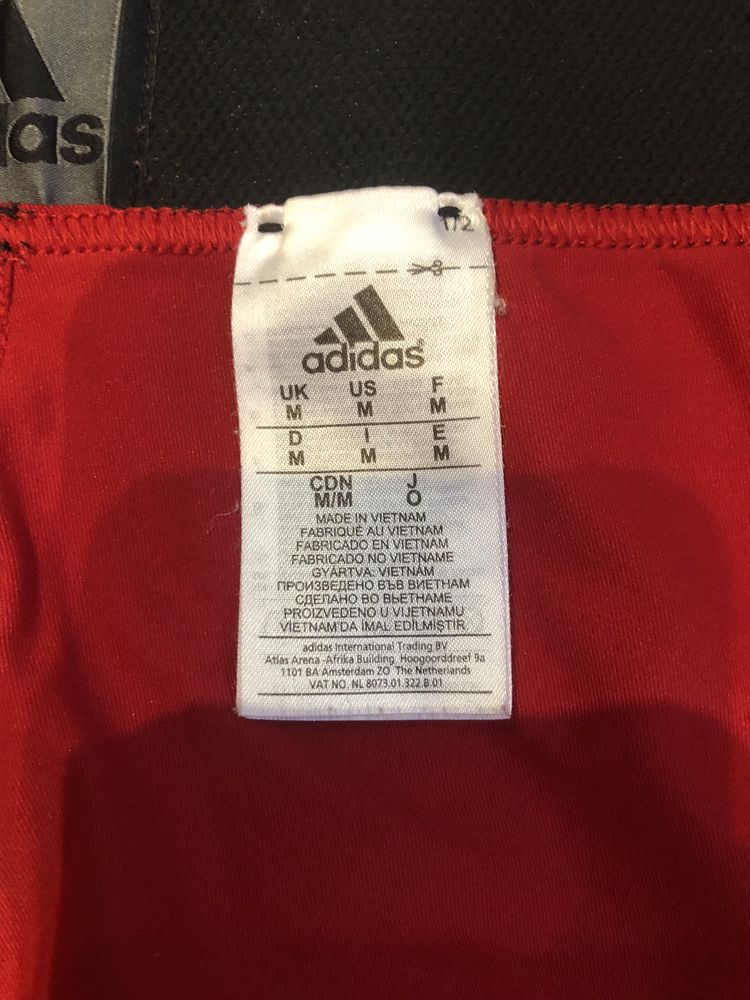 adidas
1/2
adidas
UK US F
M M M
D I E
M M M
CDN J
M/M O
MADE IN VIETNAM
FABRIQUÉ AU VIETNAM
FABRICADO EN VIETNAM
FABRICADO NO VIETNAME
GYÁRTVA: VIETNAM
ПРОИЗВЕДЕНО ВЪВ ВИЕТНАМ
СДЕЛАНО ВО ВЬЕТНАМЕ
PROIZVEDENO U VIJETNAMU
VİETNAM'DA İMAL EDİLMİŞTİR
adidas International Trading BV
Atlas Arena -Afrika Building, Hoogoorddreef 9a
1101 BA Amsterdam ZO The Netherlands
VAT NO. NL 8073.01.322.B.01